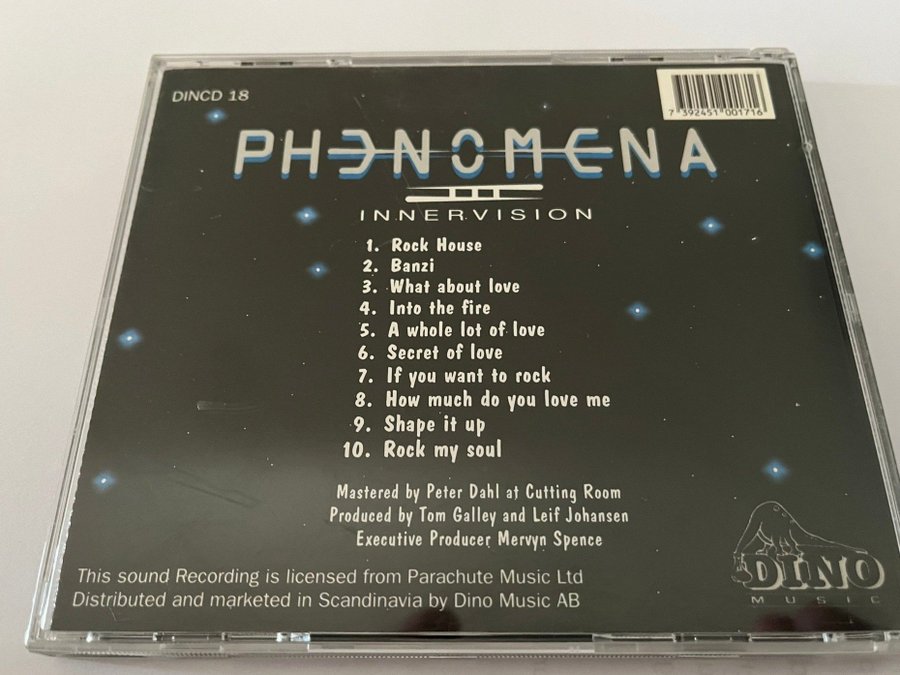 DINCD 18
7 392451 001716
PHENOMENA
III
INNERVISION
1. Rock House
2. Banzi
3. What about love
4. Into the fire
5. A whole lot of love
6. Secret of love
7. If you want to rock
8. How much do you love me
9. Shape it up
10. Rock my soul
Mastered by Peter Dahl at Cutting Room
Produced by Tom Galley and Leif Johansen
Executive Producer Mervyn Spence
This sound Recording is licensed from Parachute Music Ltd
Distributed and marketed in Scandinavia by Dino Music AB
DINO
MUSIC